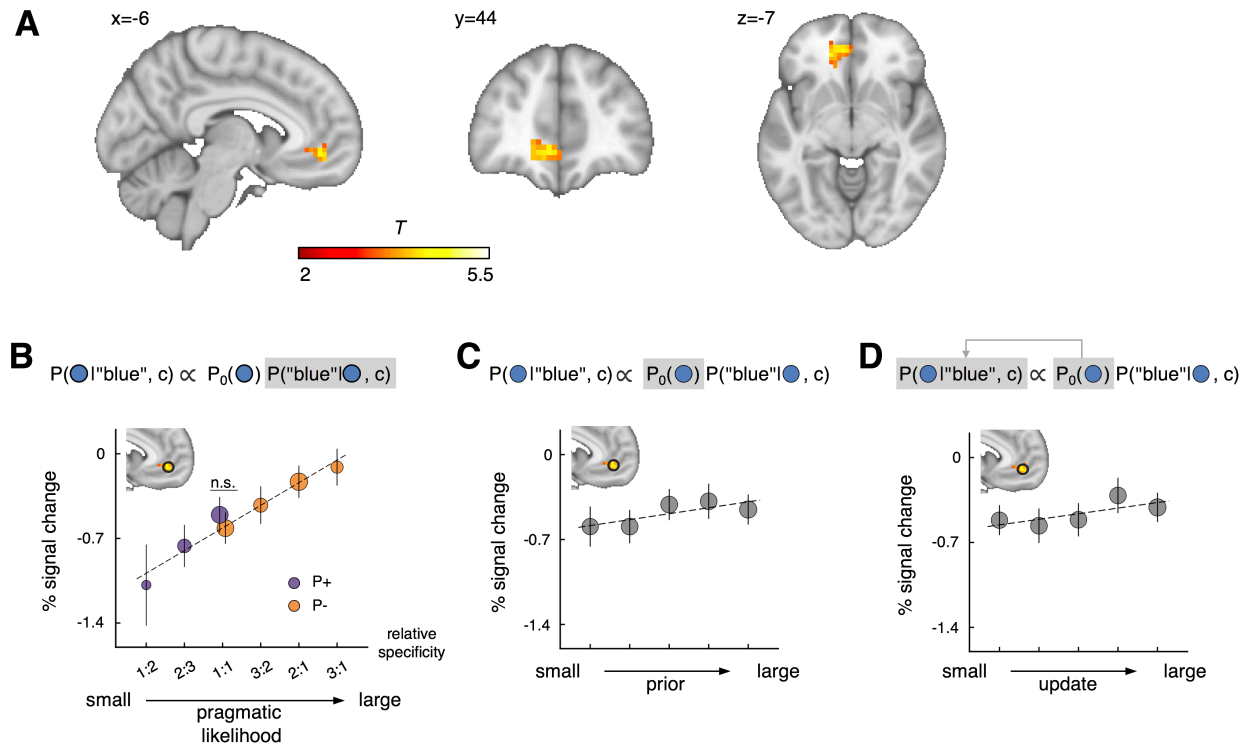 A
x=-6
y=44
z=-7
T
2
5.5
B
P(l"blue", c) ∝ P0() P("blue"l, c)
0
-0.7
-1.4
% signal change
n.s.
P+
P-
relative
specificity
1:2
2:3
1:1
3:2
2:1
3:1
small
large
pragmatic
likelihood
C
P(l"blue", c) ∝ P0() P("blue"l, c)
0
-0.7
-1.4
% signal change
small
large
prior
D
P(l"blue", c) ∝ P0() P("blue"l, c)
0
-0.7
-1.4
% signal change
small
large
update